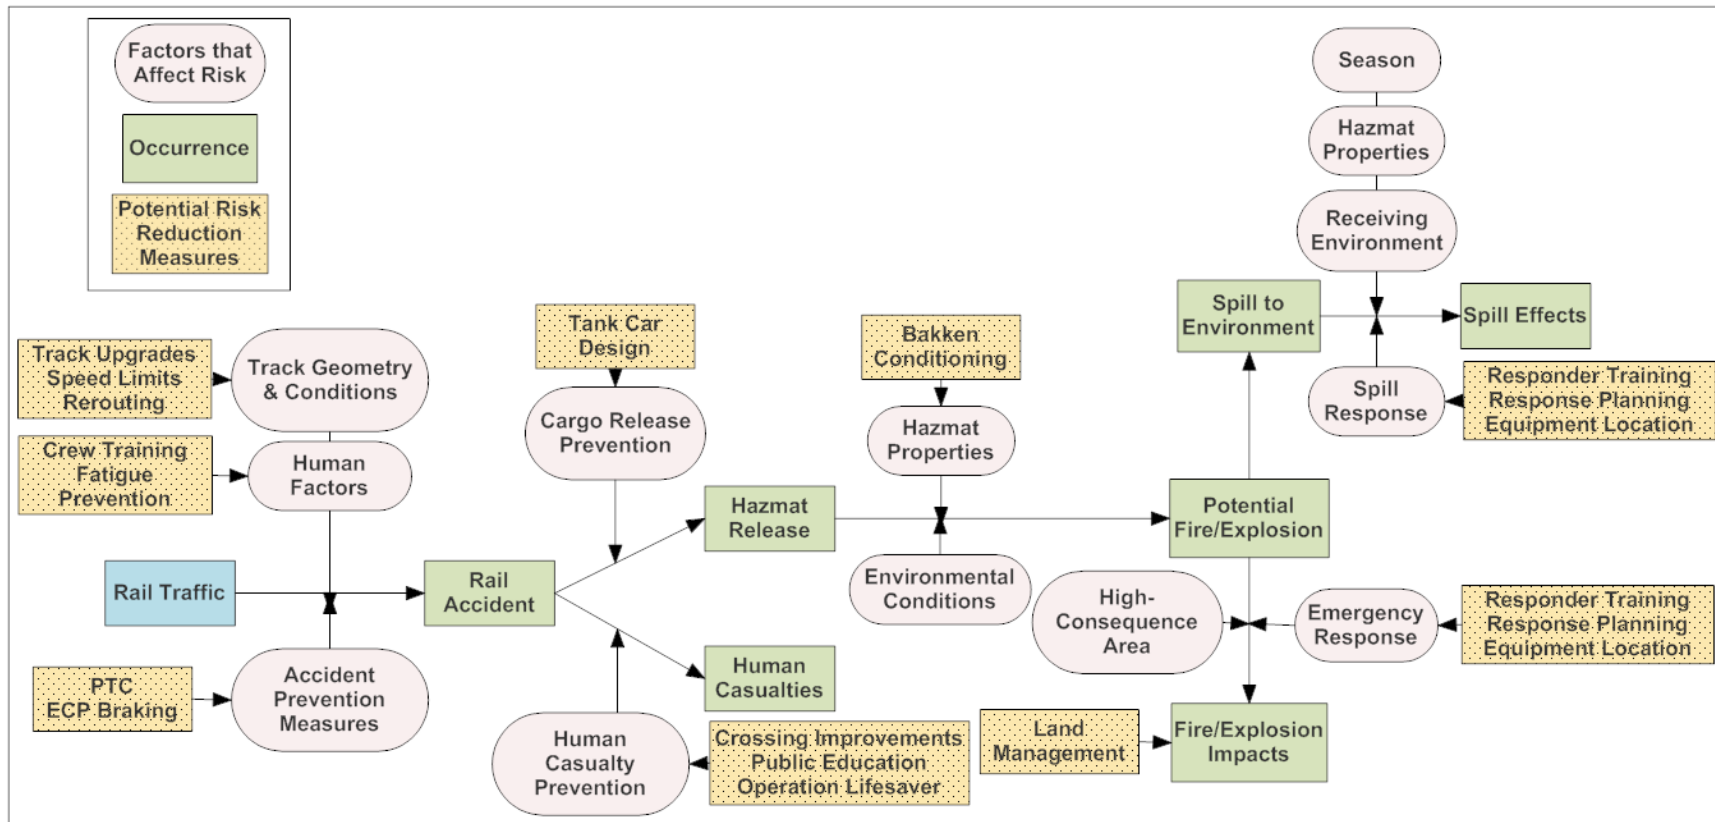 Factors that
Affect Risk
Occurrence
Potential Risk
Reduction
Measures
Season
Hazmat
Properties
Receiving
Environment
Spill to
Environment
Spill Effects
Spill
Response
Responder Training
Response Planning
Equipment Location
Track Upgrades
Speed Limits
Rerouting
Track Geometry
& Conditions
Crew Training
Fatigue
Prevention
Human
Factors
Rail Traffic
PTC
ECP Braking
Accident
Prevention
Measures
Rail
Accident
Tank Car
Design
Cargo Release
Prevention
Hazmat
Release
Human
Casualties
Human
Casualty
Prevention
Crossing Improvements
Public Education
Operation Lifesaver
Bakken
Conditioning
Hazmat
Properties
Environmental
Conditions
Potential
Fire/Explosion
High-
Consequence
Area
Emergency
Response
Responder Training
Response Planning
Equipment Location
Land
Management
Fire/Explosion
Impacts